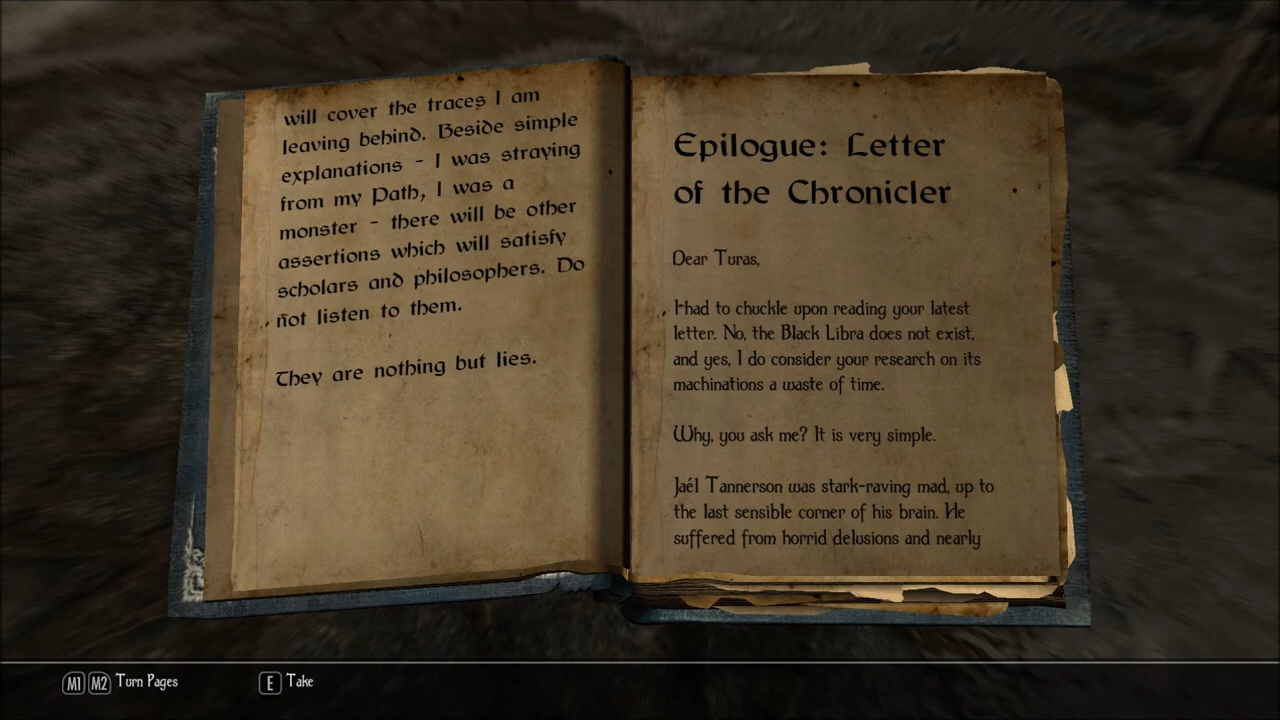 will cover the traces I am
leaving behind. Beside simple
explanations - I was straying
from my Path, I was a
monster - there will be other
assertions which will satisfy
scholars and philosophers. Do
not listen to them.
They are nothing but lies.
Epilogue: Letter
of the Chronicler
Dear Turas,
Had to chuckle upon reading your latest
letter. No, the Black Libra does not exist,
and yes, I do consider your research on its
machinations a waste of time.
Why, you ask me? It is very simple.
Jaél Tannerson was stark-raving mad, up to
the last sensible corner of his brain. He
suffered from horrid delusions and nearly
M1 M2 Turn Pages
E Take